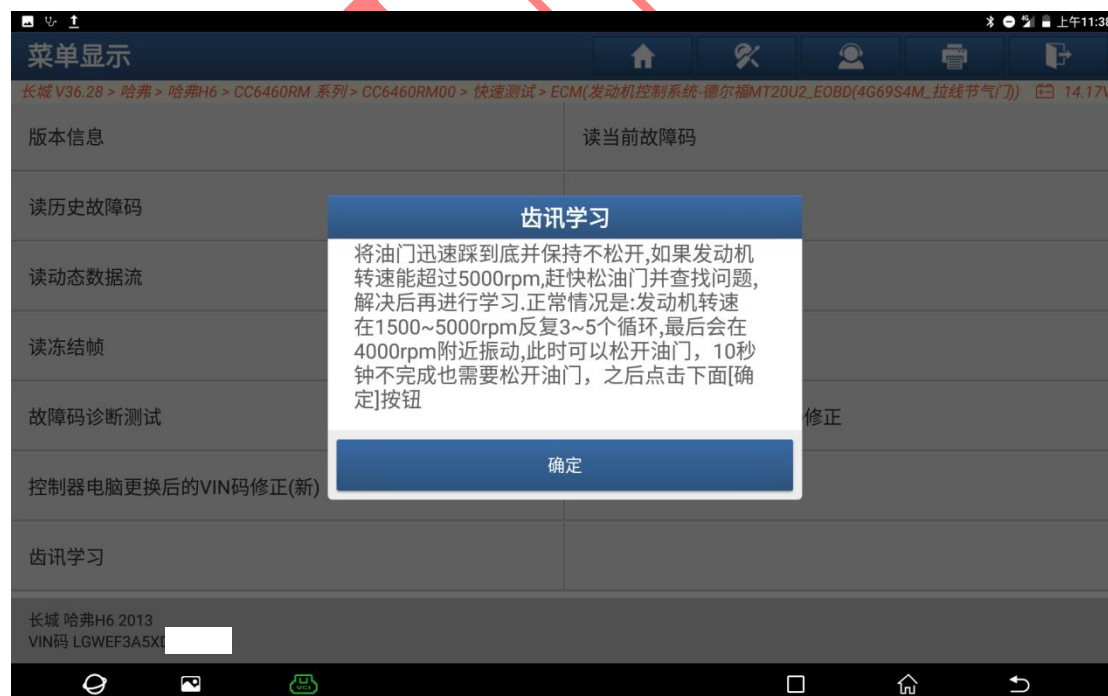 上午11:38
菜单显示
长城 V36.28 > 哈弗 > 哈弗H6 > CC6460RM 系列 > CC6460RM00 > 快速测试 > ECM(发动机控制系统-德尔福MT20U2_EOBD(4G69S4M_拉线节气门)) 14.17V
版本信息
读当前故障码
读历史故障码
读动态数据流
读冻结帧
故障码诊断测试
修正
控制器电脑更换后的VIN码修正(新)
齿讯学习
齿讯学习
将油门迅速踩到底并保持不松开,如果发动机
转速能超过5000rpm,赶快松油门并查找问题,
解决后再进行学习.正常情况是:发动机转速
在1500~5000rpm反复3~5个循环,最后会在
4000rpm附近振动,此时可以松开油门，10秒
钟不完成也需要松开油门，之后点击下面[确
定]按钮
确定
长城 哈弗H6 2013
VIN码 LGWEF3A5X
VCI